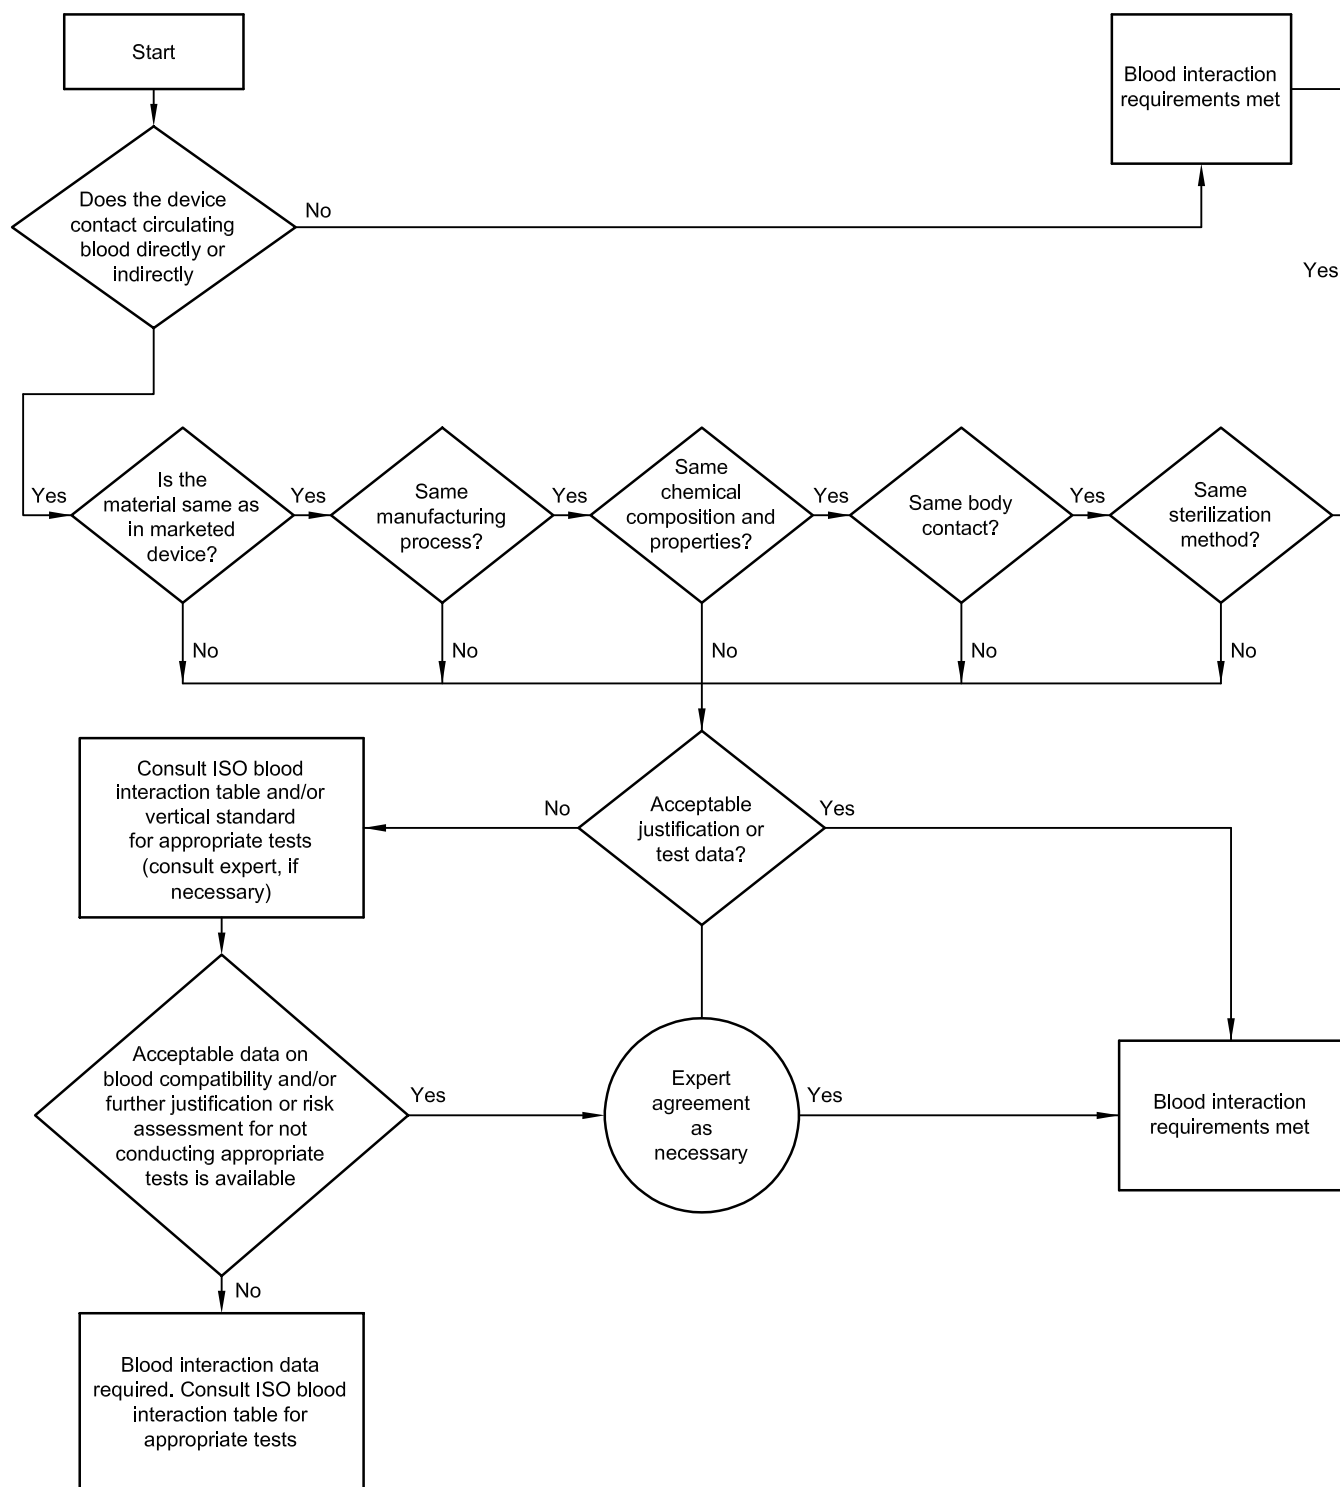 Start
Blood interaction
requirements met
Does the device
contact circulating
blood directly or
indirectly
No
Yes
Yes
Is the
material same as
in marketed
device?
Yes
Same
manufacturing
process?
Yes
Same
chemical
composition and
properties?
Yes
Same body
contact?
Yes
Same
sterilization
method?
No
No
No
No
No
Consult ISO blood
interaction table and/or
vertical standard
for appropriate tests
(consult expert, if
necessary)
No
Acceptable
justification or
test data?
Yes
Acceptable data on
blood compatibility and/or
further justification or risk
assessment for not
conducting appropriate
tests is available
Yes
Expert
agreement
as
necessary
Yes
Blood interaction
requirements met
No
Blood interaction data
required. Consult ISO blood
interaction table for
appropriate tests